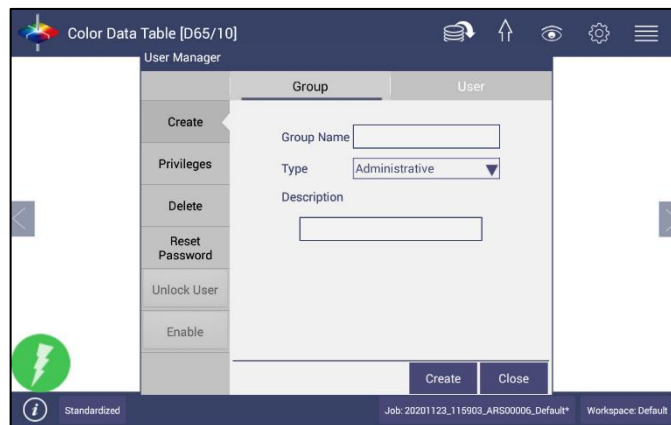 Color Data Table [D65/10]
User Manager
Group
User
Create
Privileges
Delete
Reset
Password
Unlock User
Enable
Group Name
Type
Administrative
Description
Create
Close
i
Standardized
Job: 20201123_115903_ARS00006_Default*
Workspace: Default